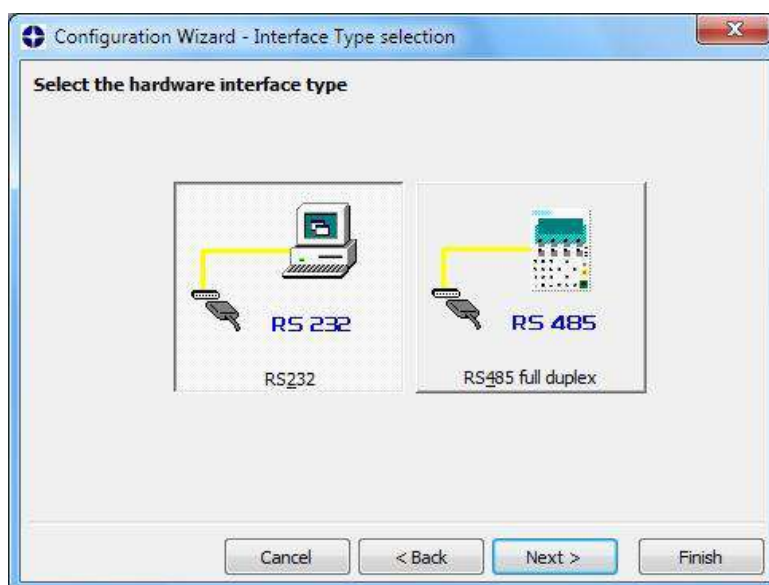 Configuration Wizard - Interface Type selection
Select the hardware interface type
RS 232
RS232
RS 485
RS485 full duplex
Cancel
< Back
Next >
Finish